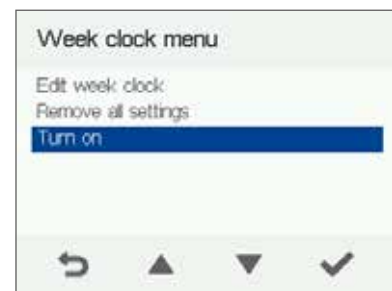 Week clock menu
Edit week clock
Remove all settings
Turn on